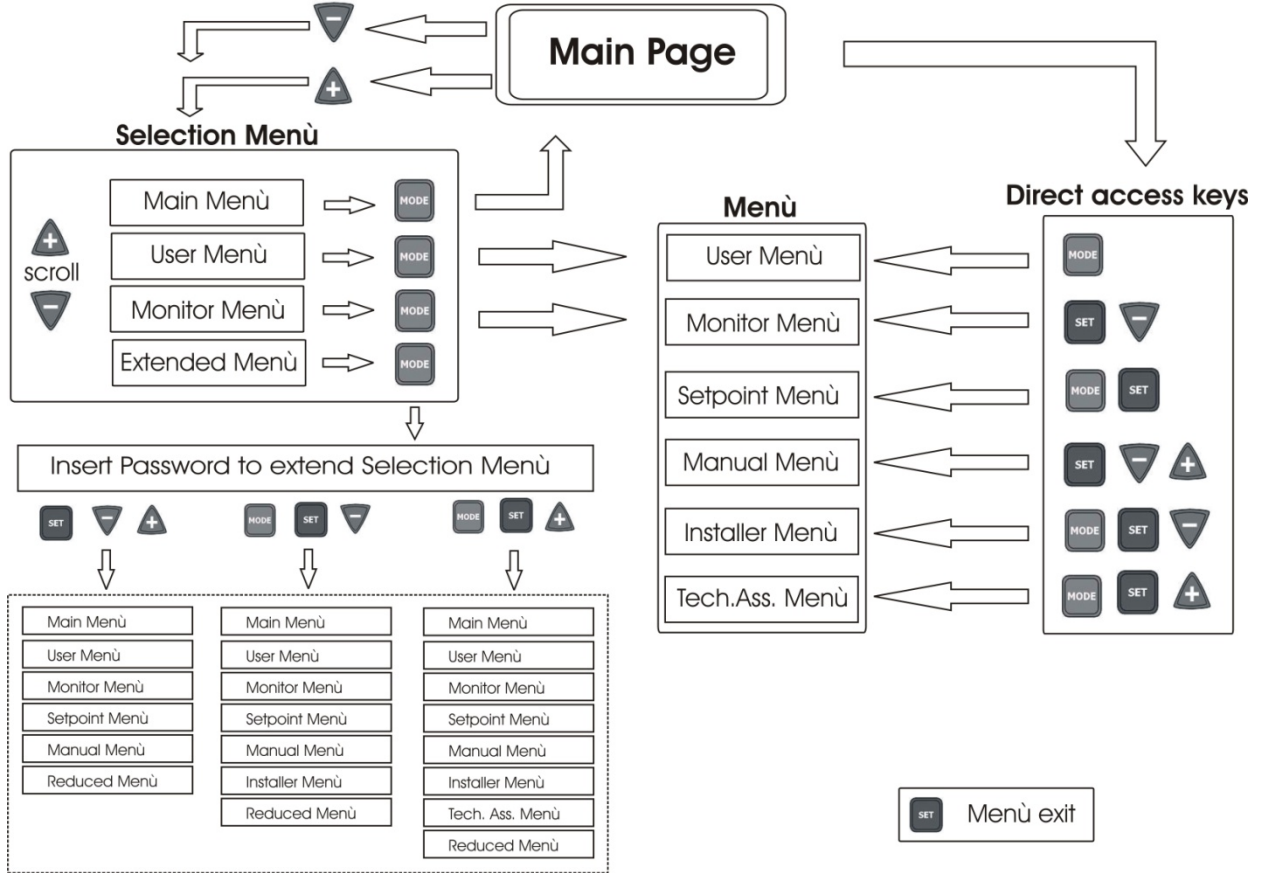 Main Page
Selection Menù
Main Menù
MODE
User Menù
MODE
scroll
Monitor Menù
MODE
Extended Menù
MODE
Insert Password to extend Selection Menù
SET
MODE SET
MODE SET
Main Menù
User Menù
Monitor Menù
Setpoint Menù
Manual Menù
Reduced Menù
Main Menù
User Menù
Monitor Menù
Setpoint Menù
Manual Menù
Installer Menù
Reduced Menù
Main Menù
User Menù
Monitor Menù
Setpoint Menù
Manual Menù
Installer Menù
Tech. Ass. Menù
Reduced Menù
Menù
User Menù
Monitor Menù
Setpoint Menù
Manual Menù
Installer Menù
Tech.Ass. Menù
Direct access keys
MODE
SET
MODE SET
SET
MODE SET
MODE SET
SET Menù exit